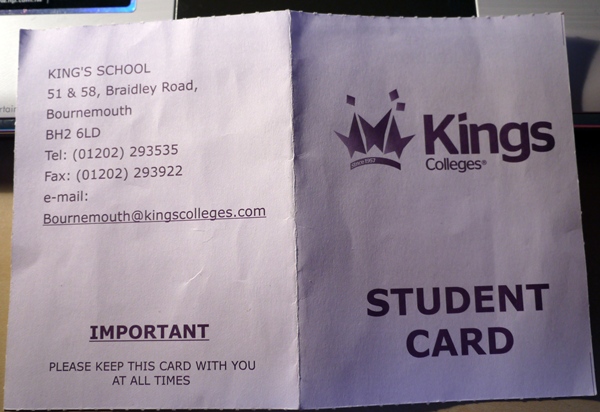 KING'S SCHOOL
51 & 58, Braidley Road,
Bournemouth
BH2 6LD
Tel: (01202) 293535
Fax: (01202) 293922
e-mail:
Bournemouth@kingscolleges.com
IMPORTANT
PLEASE KEEP THIS CARD WITH YOU
AT ALL TIMES
Kings
Colleges®
STUDENT
CARD